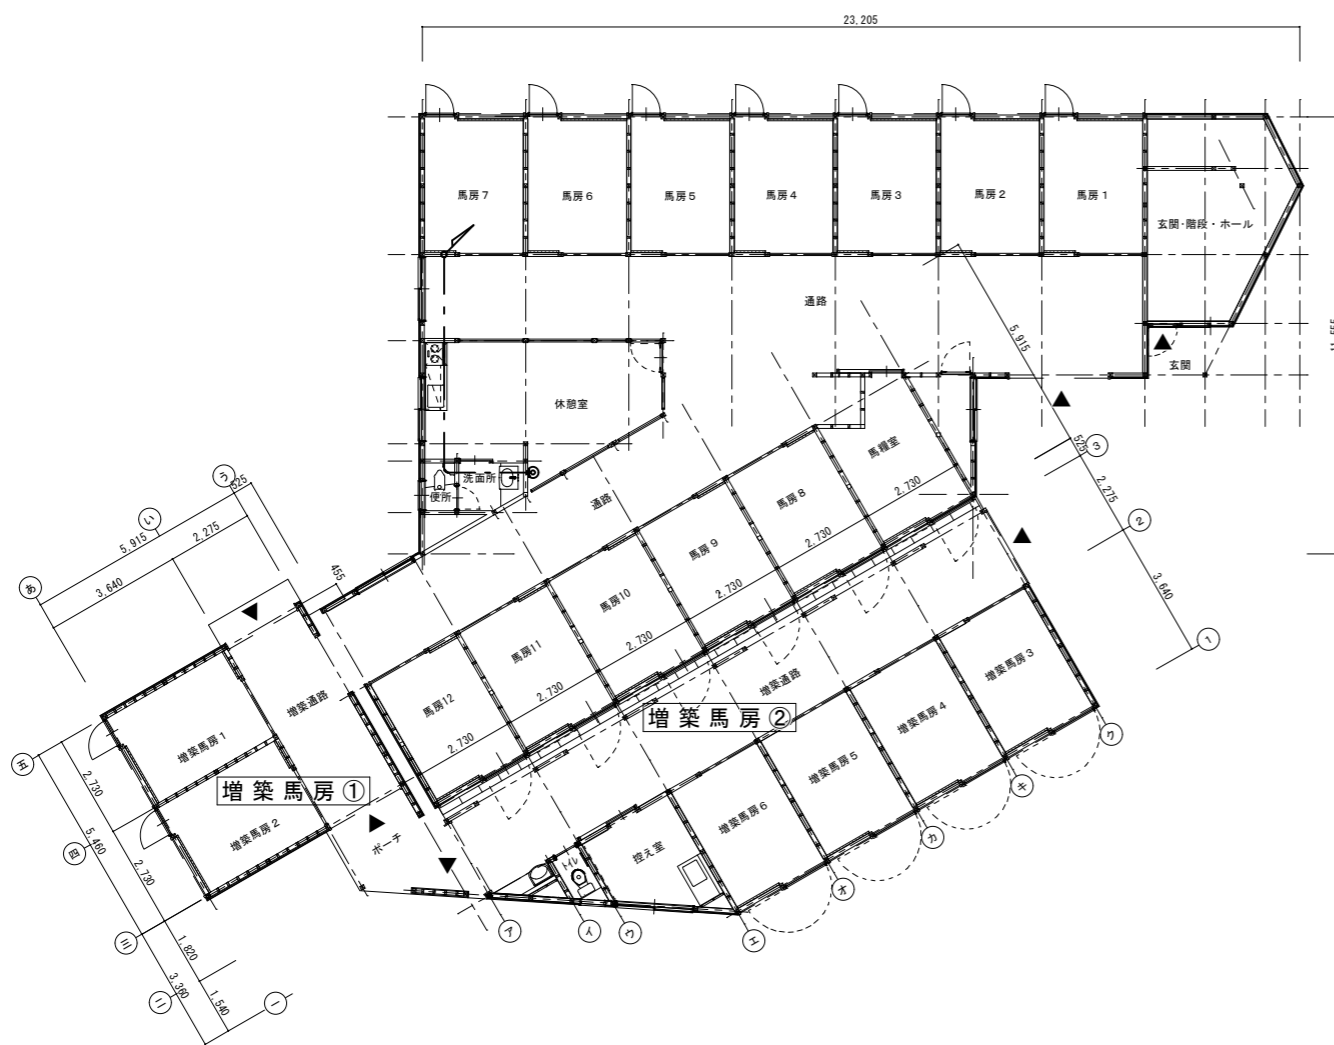 23,205
馬房7
馬房6
馬房5
馬房4
馬房3
馬房2
馬房1
玄関・階段・ホール
通路
玄関
休憩室
洗面所
便所
通路
5,915
525
2,275
3,640
3
2
1
馬糧室
馬房8
馬房9
馬房10
馬房11
馬房12
2,730
2,730
2,730
2,730
2,730
2,730
う
い
あ
525
5,915
2,275
3,640
455
増築通路
増築馬房1
増築馬房2
増築馬房①
ポーチ
増築通路
増築馬房②
増築馬房3
増築馬房4
増築馬房5
増築馬房6
控え室
トイレ
五
四
三
二
一
2,730
5,460
2,730
1,820
3,360
1,540
ア
イ
ウ
エ
オ
カ
キ
ク